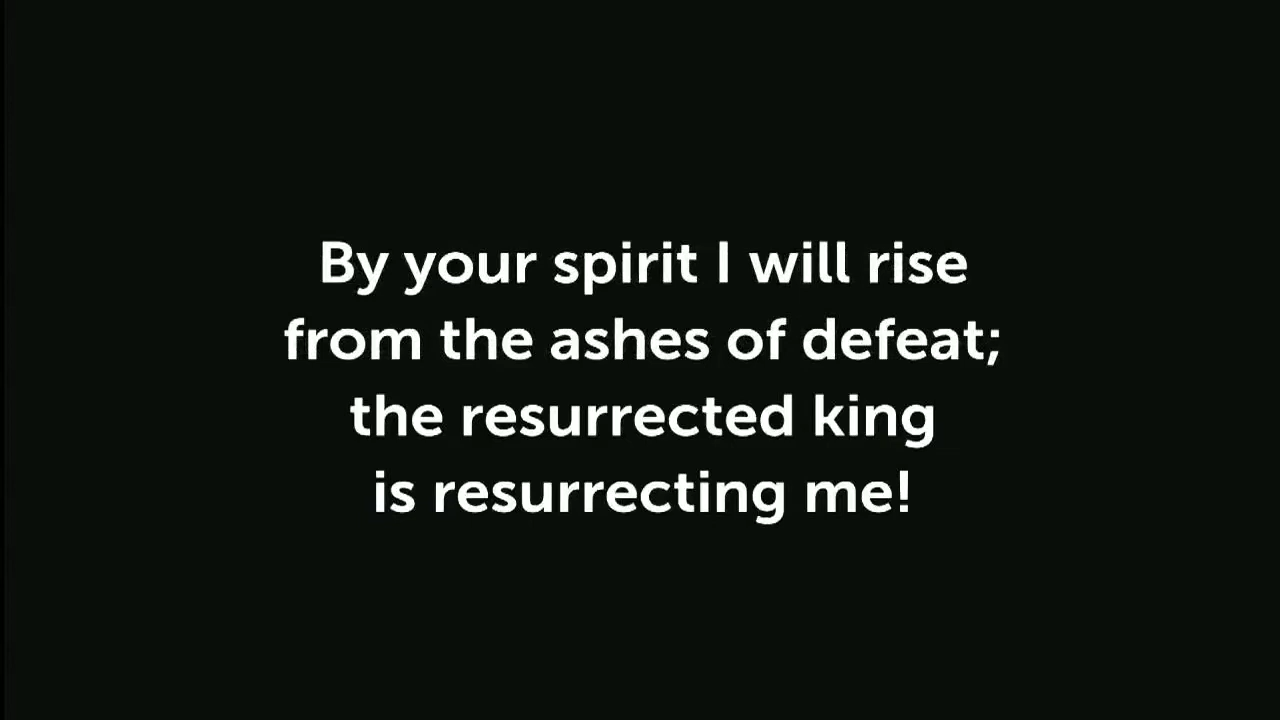 By your spirit I will rise
from the ashes of defeat;
the resurrected king
is resurrecting me!